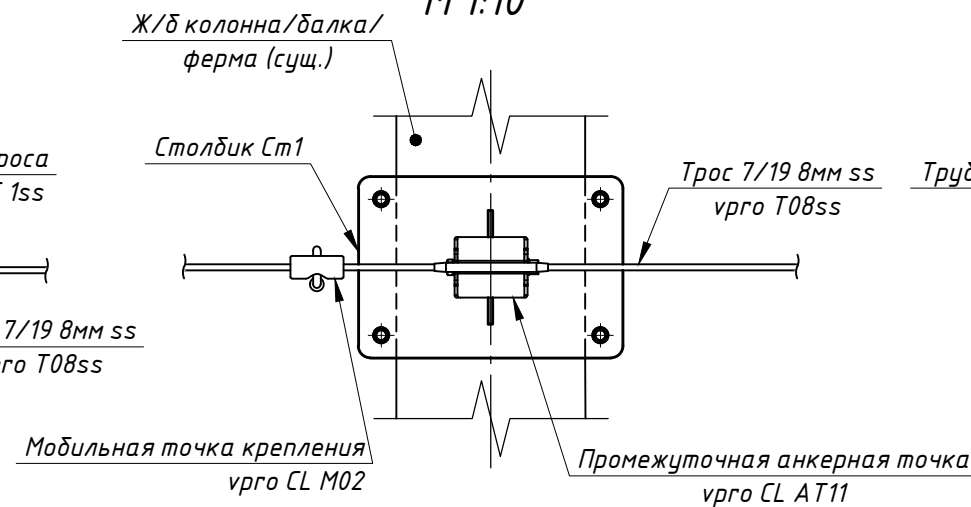 М 1:10
Ж/б колонна/балка/
ферма (сущ.)
Столбик Ст1
1ss
Трос 7/19 8мм ss
vpro T08ss
7/19 8мм ss
T08ss
Мобильная точка крепления
vpro CL M02
Промежуточная анкерная точка
vpro CL AT11